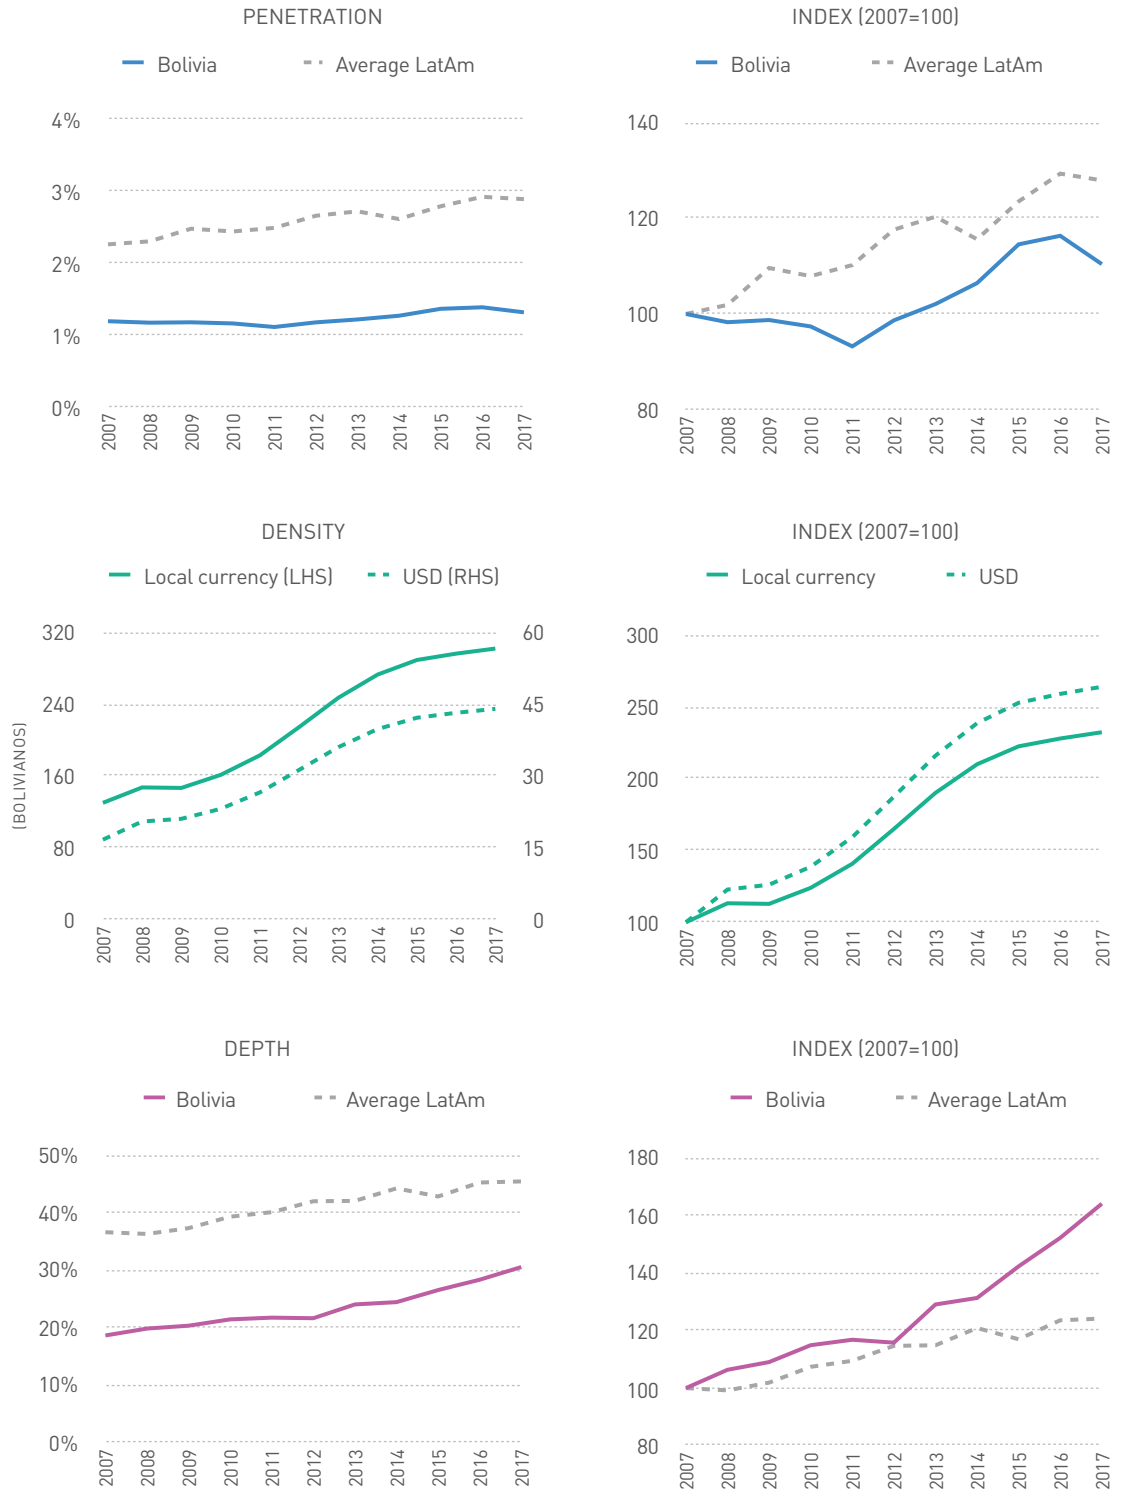 PENETRATION
Bolivia
Average LatAm
4%
3%
2%
1%
0%
2007 2008 2009 2010 2011 2012 2013 2014 2015 2016 2017
INDEX (2007=100)
Bolivia
Average LatAm
140
120
100
80
2007 2008 2009 2010 2011 2012 2013 2014 2015 2016 2017
DENSITY
Local currency (LHS)
USD (RHS)
(BOLIVIANOS)
320
240
160
80
0
60
45
30
15
0
2007 2008 2009 2010 2011 2012 2013 2014 2015 2016 2017
INDEX (2007=100)
Local currency
USD
300
250
200
150
100
2007 2008 2009 2010 2011 2012 2013 2014 2015 2016 2017
DEPTH
Bolivia
Average LatAm
50%
40%
30%
20%
10%
0%
2007 2008 2009 2010 2011 2012 2013 2014 2015 2016 2017
INDEX (2007=100)
Bolivia
Average LatAm
180
160
140
120
100
80
2007 2008 2009 2010 2011 2012 2013 2014 2015 2016 2017